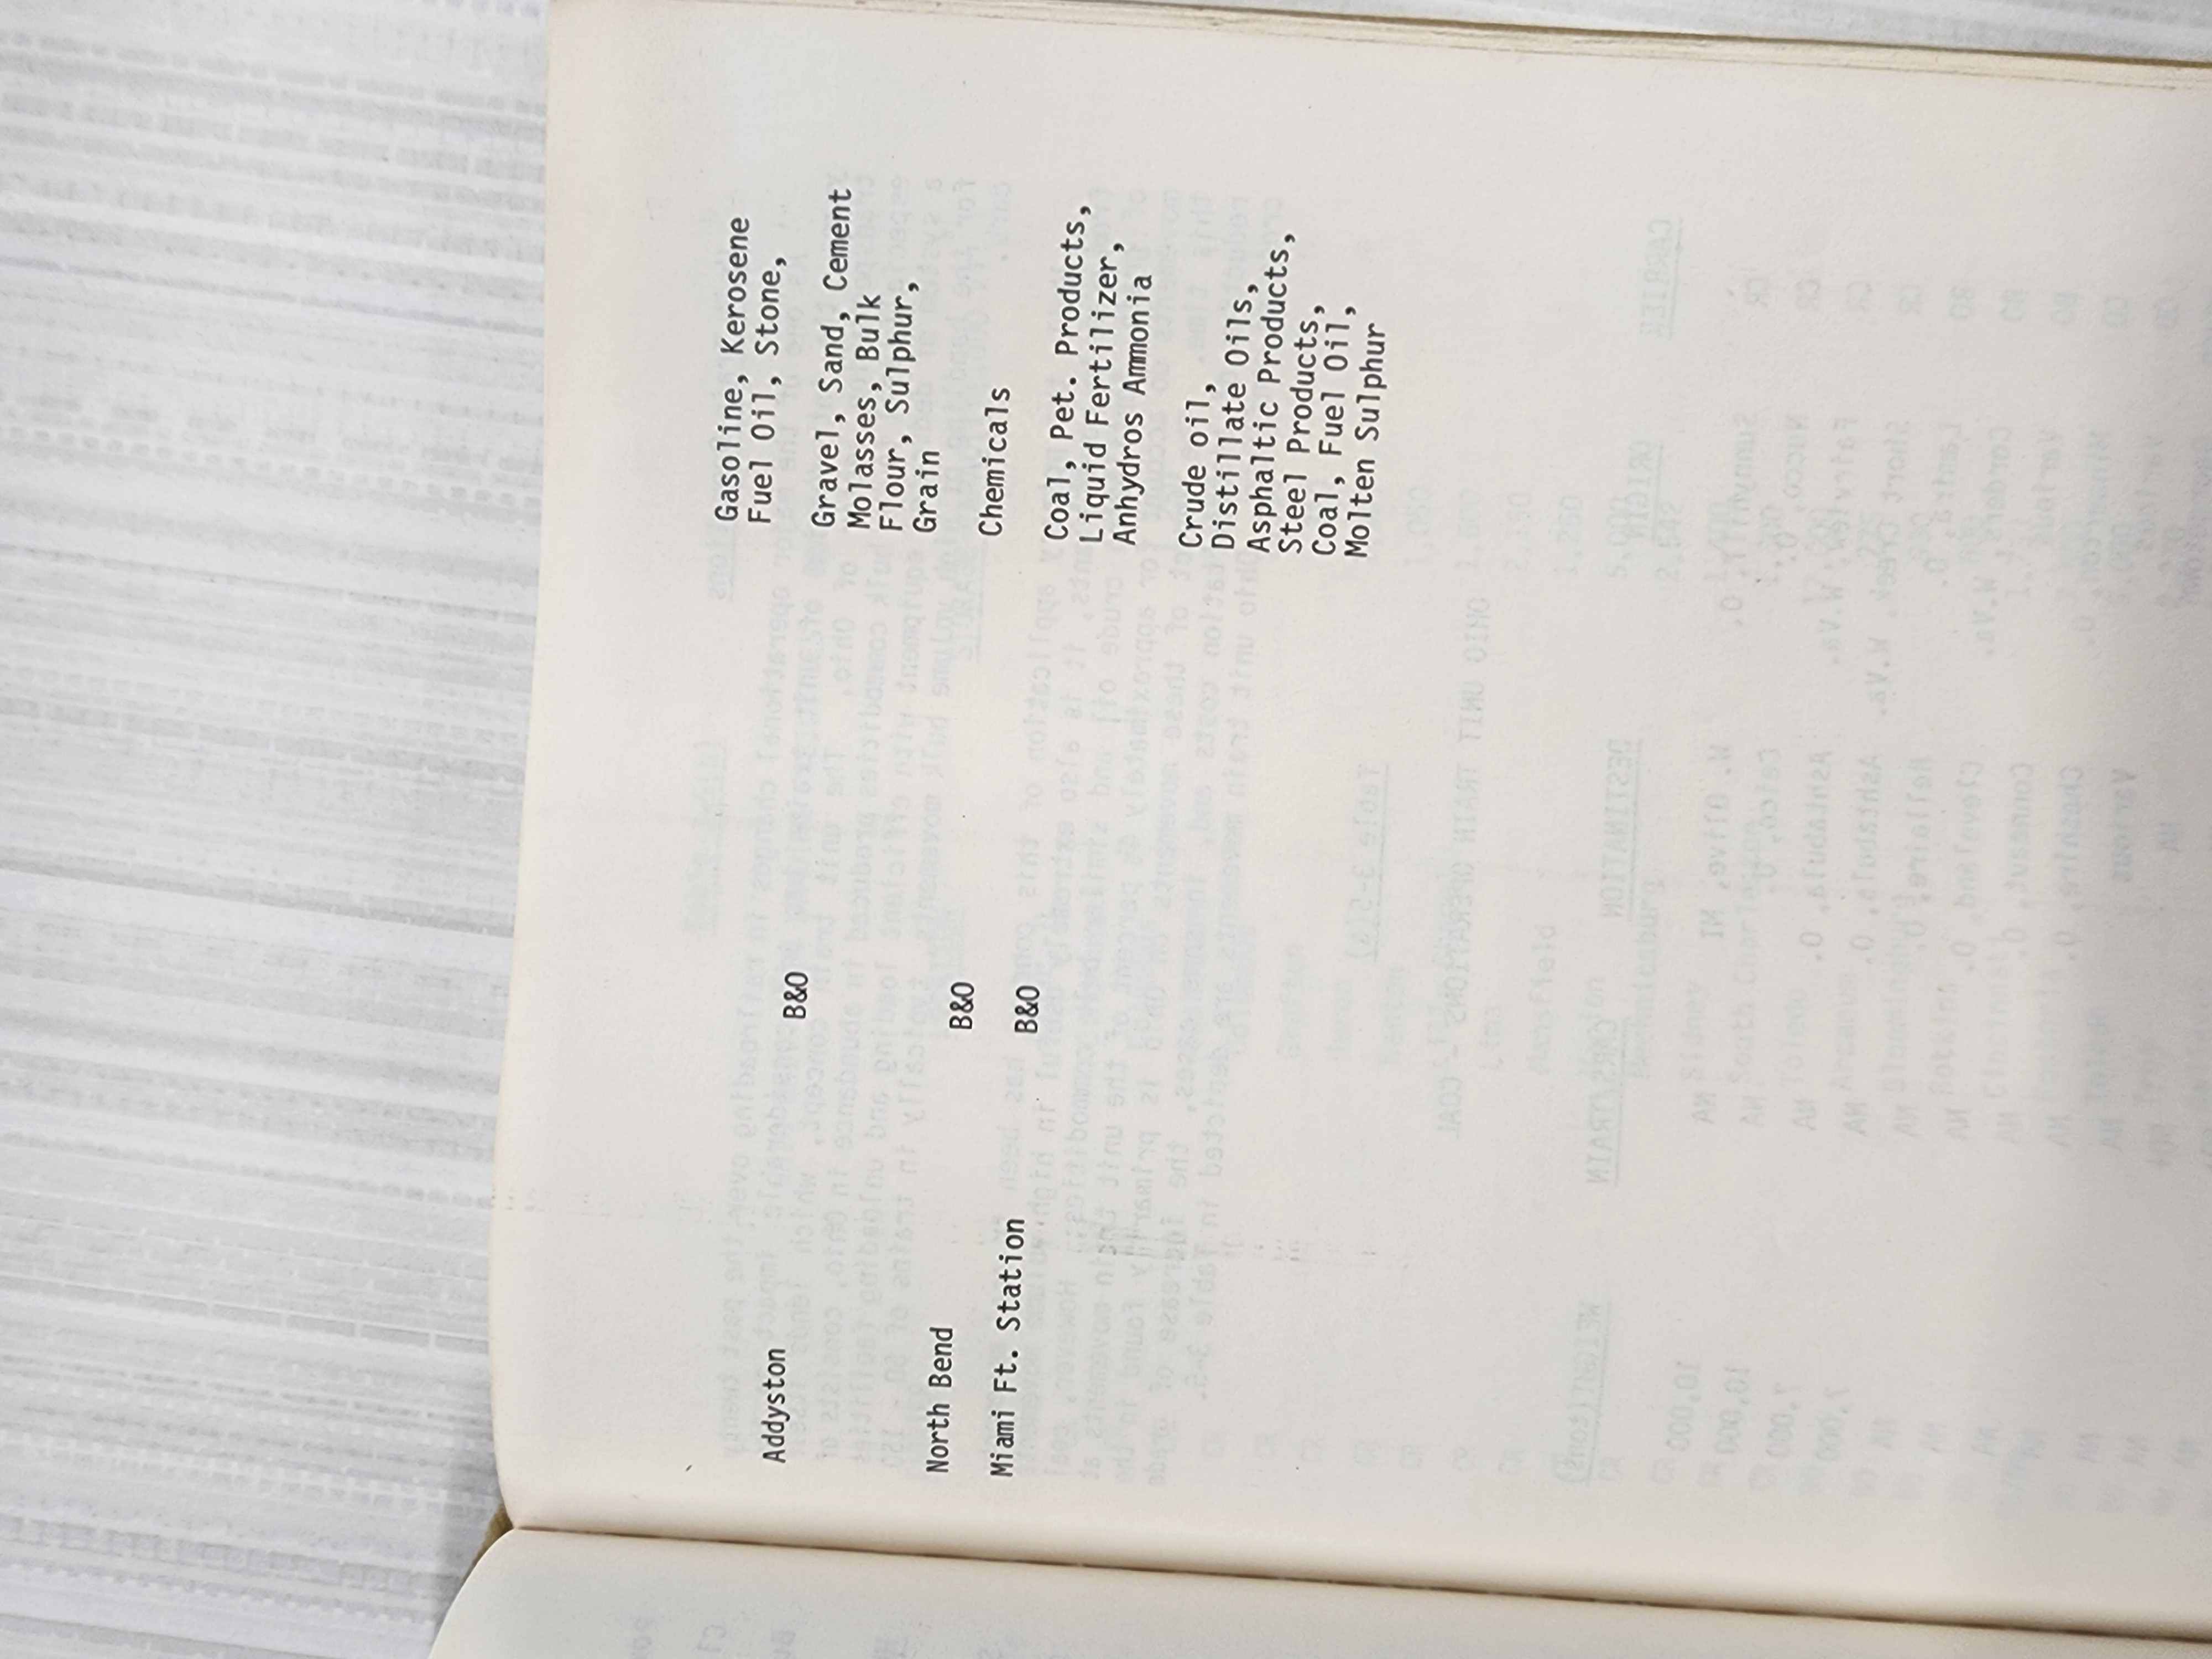 Gasoline, Kerosene
Fuel Oil, Stone,
Addyston B&O Gravel, Sand, Cement
Molasses, Bulk
Flour, Sulphur,
Grain
North Bend B&O Chemicals
Miami Ft. Station B&O Coal, Pet. Products,
Liquid Fertilizer,
Anhydros Ammonia
Crude oil,
Distillate Oils,
Asphaltic Products,
Steel Products,
Coal, Fuel Oil,
Molten Sulphur